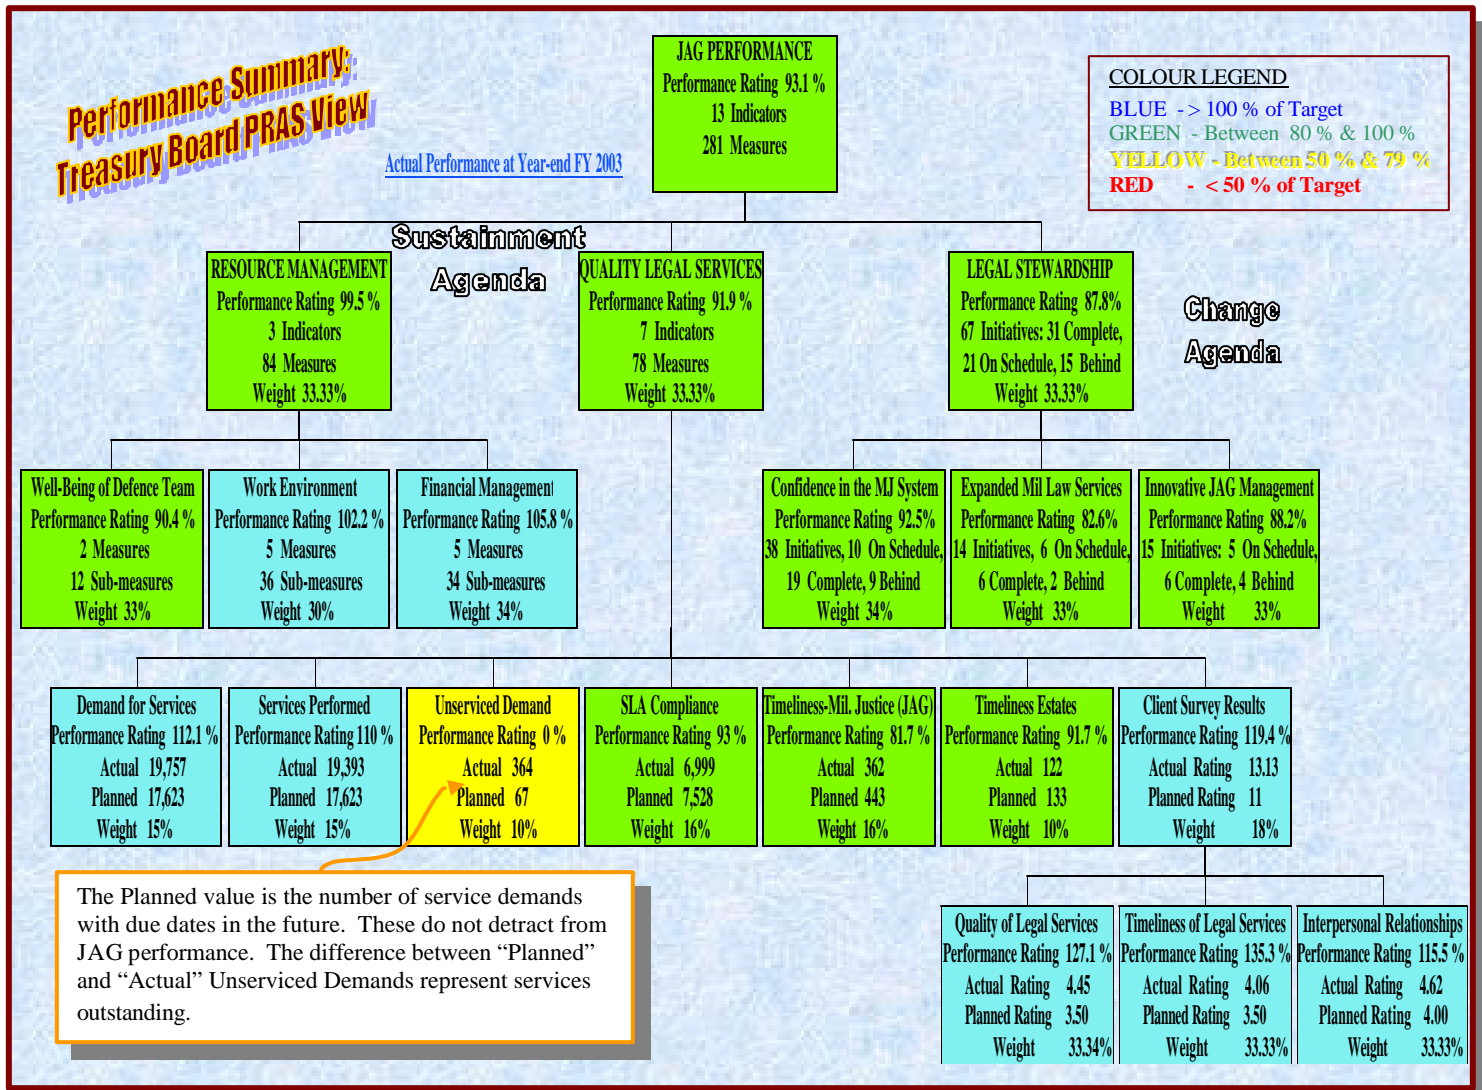 Performance Summary:
Treasury Board PRAS View
Actual Performance at Year-end FY 2003
JAG PERFORMANCE
Performance Rating 93.1 %
13 Indicators
281 Measures
COLOUR LEGEND
BLUE - > 100 % of Target
GREEN - Between 80 % & 100 %
YELLOW - Between 50 % & 79 %
RED - < 50 % of Target
Sustainment
Agenda
Change
Agenda
RESOURCE MANAGEMENT
Performance Rating 99.5 %
3 Indicators
84 Measures
Weight 33.33%
QUALITY LEGAL SERVICES
Performance Rating 91.9 %
7 Indicators
78 Measures
Weight 33.33%
LEGAL STEWARDSHIP
Performance Rating 87.8%
67 Initiatives: 31 Complete,
21 On Schedule, 15 Behind
Weight 33.33%
Well-Being of Defence Team
Performance Rating 90.4 %
2 Measures
12 Sub-measures
Weight 33%
Work Environment
Performance Rating 102.2 %
5 Measures
36 Sub-measures
Weight 30%
Financial Management
Performance Rating 105.8 %
5 Measures
34 Sub-measures
Weight 34%
Confidence in the MJ System
Performance Rating 92.5%
38 Initiatives, 10 On Schedule,
19 Complete, 9 Behind
Weight 34%
Expanded Mil Law Services
Performance Rating 82.6%
14 Initiatives, 6 On Schedule,
6 Complete, 2 Behind
Weight 33%
Innovative JAG Management
Performance Rating 88.2%
15 Initiatives: 5 On Schedule,
6 Complete, 4 Behind
Weight 33%
Demand for Services
Performance Rating 112.1 %
Actual 19,757
Planned 17,623
Weight 15%
Services Performed
Performance Rating 110 %
Actual 19,393
Planned 17,623
Weight 15%
Unserviced Demand
Performance Rating 0 %
Actual 364
Planned 67
Weight 10%
SLA Compliance
Performance Rating 93 %
Actual 6,999
Planned 7,528
Weight 16%
Timeliness-Mil. Justice (JAG)
Performance Rating 81.7 %
Actual 362
Planned 443
Weight 16%
Timeliness Estates
Performance Rating 91.7 %
Actual 122
Planned 133
Weight 10%
Client Survey Results
Performance Rating 119.4 %
Actual Rating 13.13
Planned Rating 11
Weight 18%
The Planned value is the number of service demands
with due dates in the future. These do not detract from
JAG performance. The difference between “Planned”
and “Actual” Unserviced Demands represent services
outstanding.
Quality of Legal Services
Performance Rating 127.1 %
Actual Rating 4.45
Planned Rating 3.50
Weight 33.34%
Timeliness of Legal Services
Performance Rating 135.3 %
Actual Rating 4.06
Planned Rating 3.50
Weight 33.33%
Interpersonal Relationships
Performance Rating 115.5 %
Actual Rating 4.62
Planned Rating 4.00
Weight 33.33%